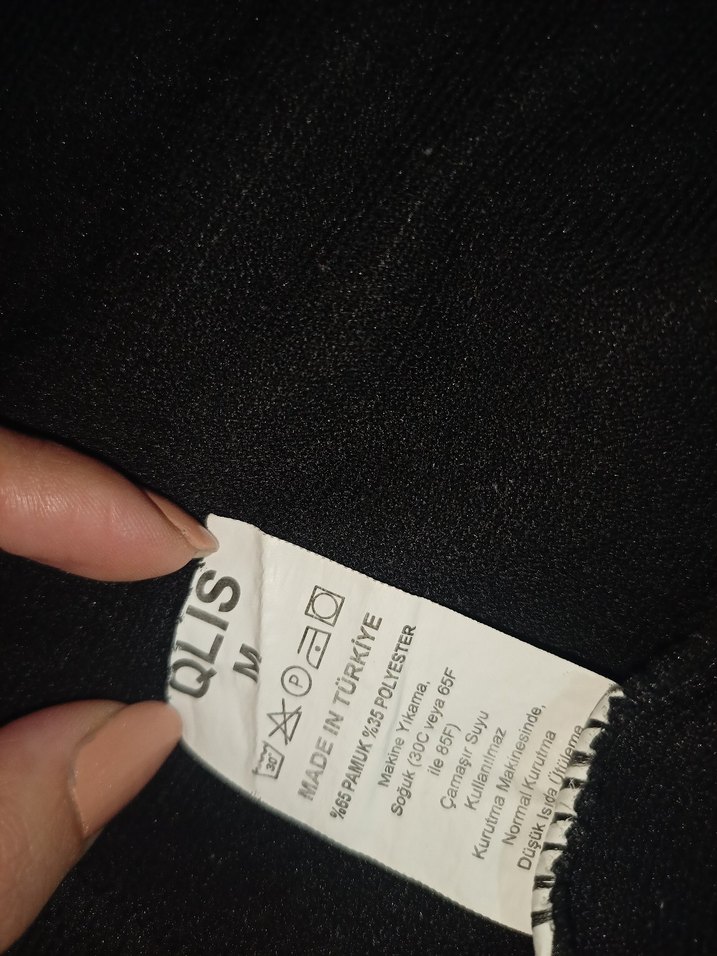 QLIS
M
30° P
MADE IN TÜRKİYE
%65 PAMUK %35 POLYESTER
Makine Yıkama,
Soğuk (30C veya 65F
ile 85F)
Çamaşır Suyu
Kullanılmaz
Kurutma Makinesinde,
Normal Kurutma
Düşük Isıda Ütüleme